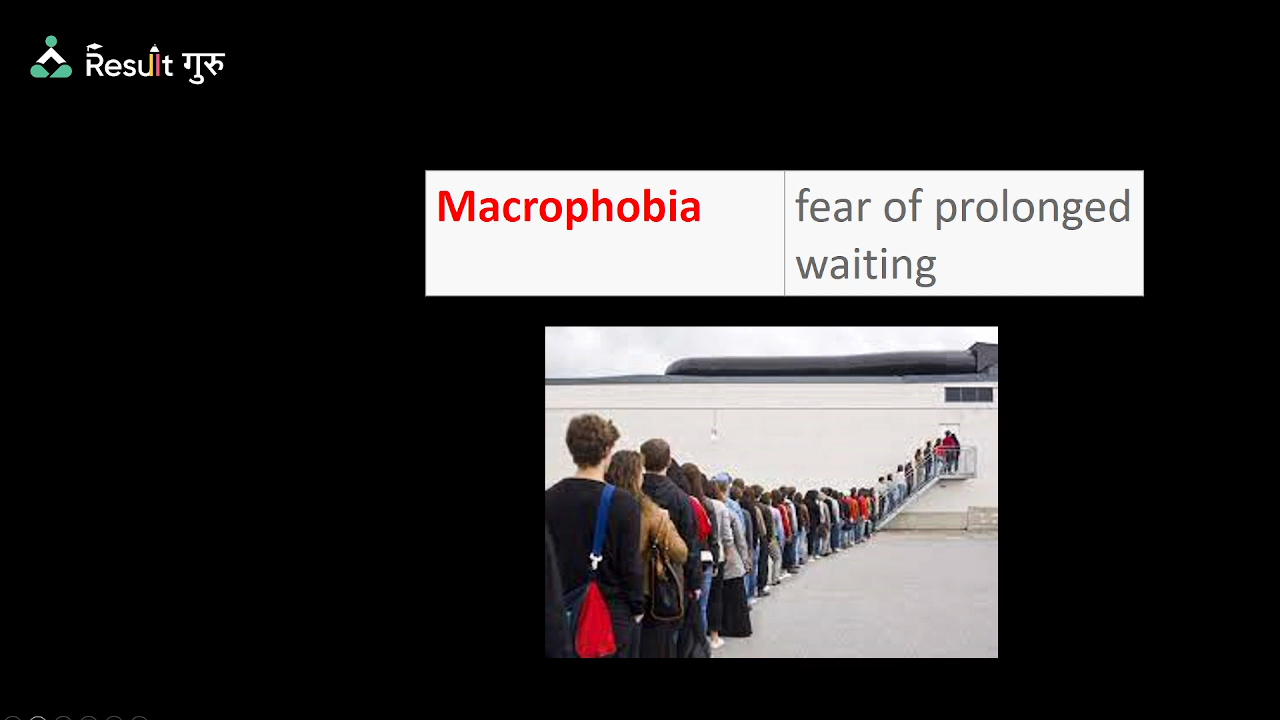 Result गुरु
Macrophobia
fear of prolonged
waiting